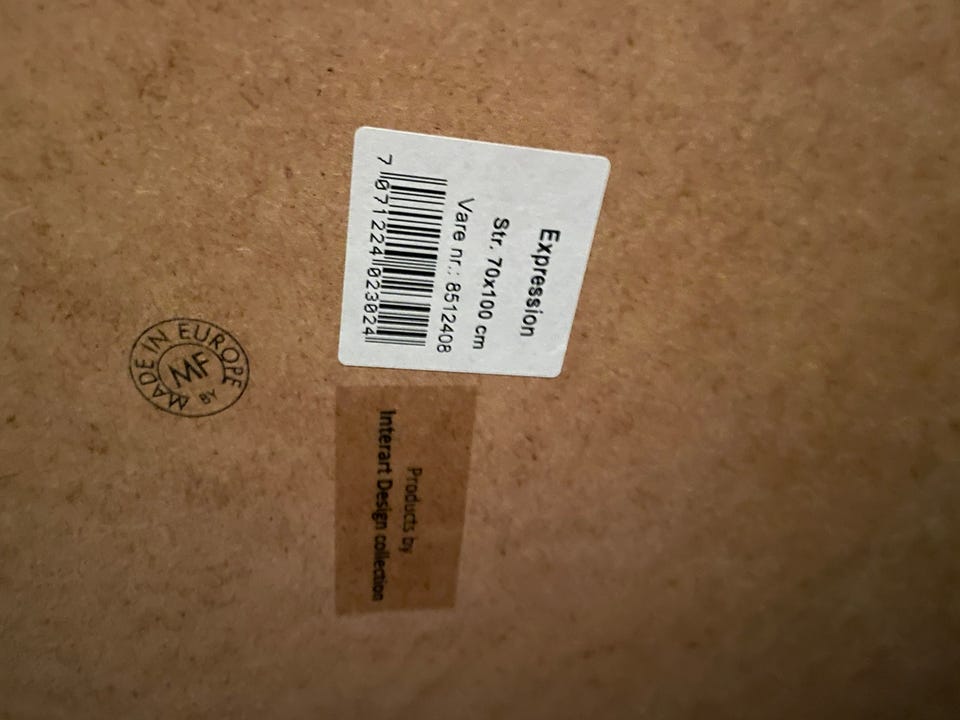 Expression
Str. 70x100 cm
Vare nr.: 8512408
7 071224 023024
Products by
Interart Design collection
MADE IN EUROPE
BY
MF